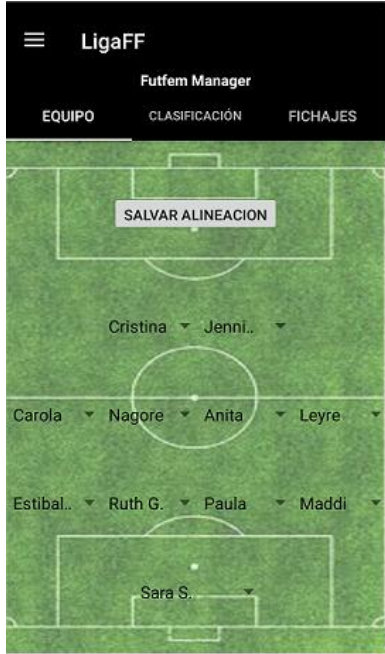 LigaFF
Futfem Manager
EQUIPO CLASIFICACIÓN FICHAJES
SALVAR ALINEACION
Cristina Jenni..
Carola Nagore Anita Leyre
Estibal.. Ruth G. Paula Maddi
Sara S.